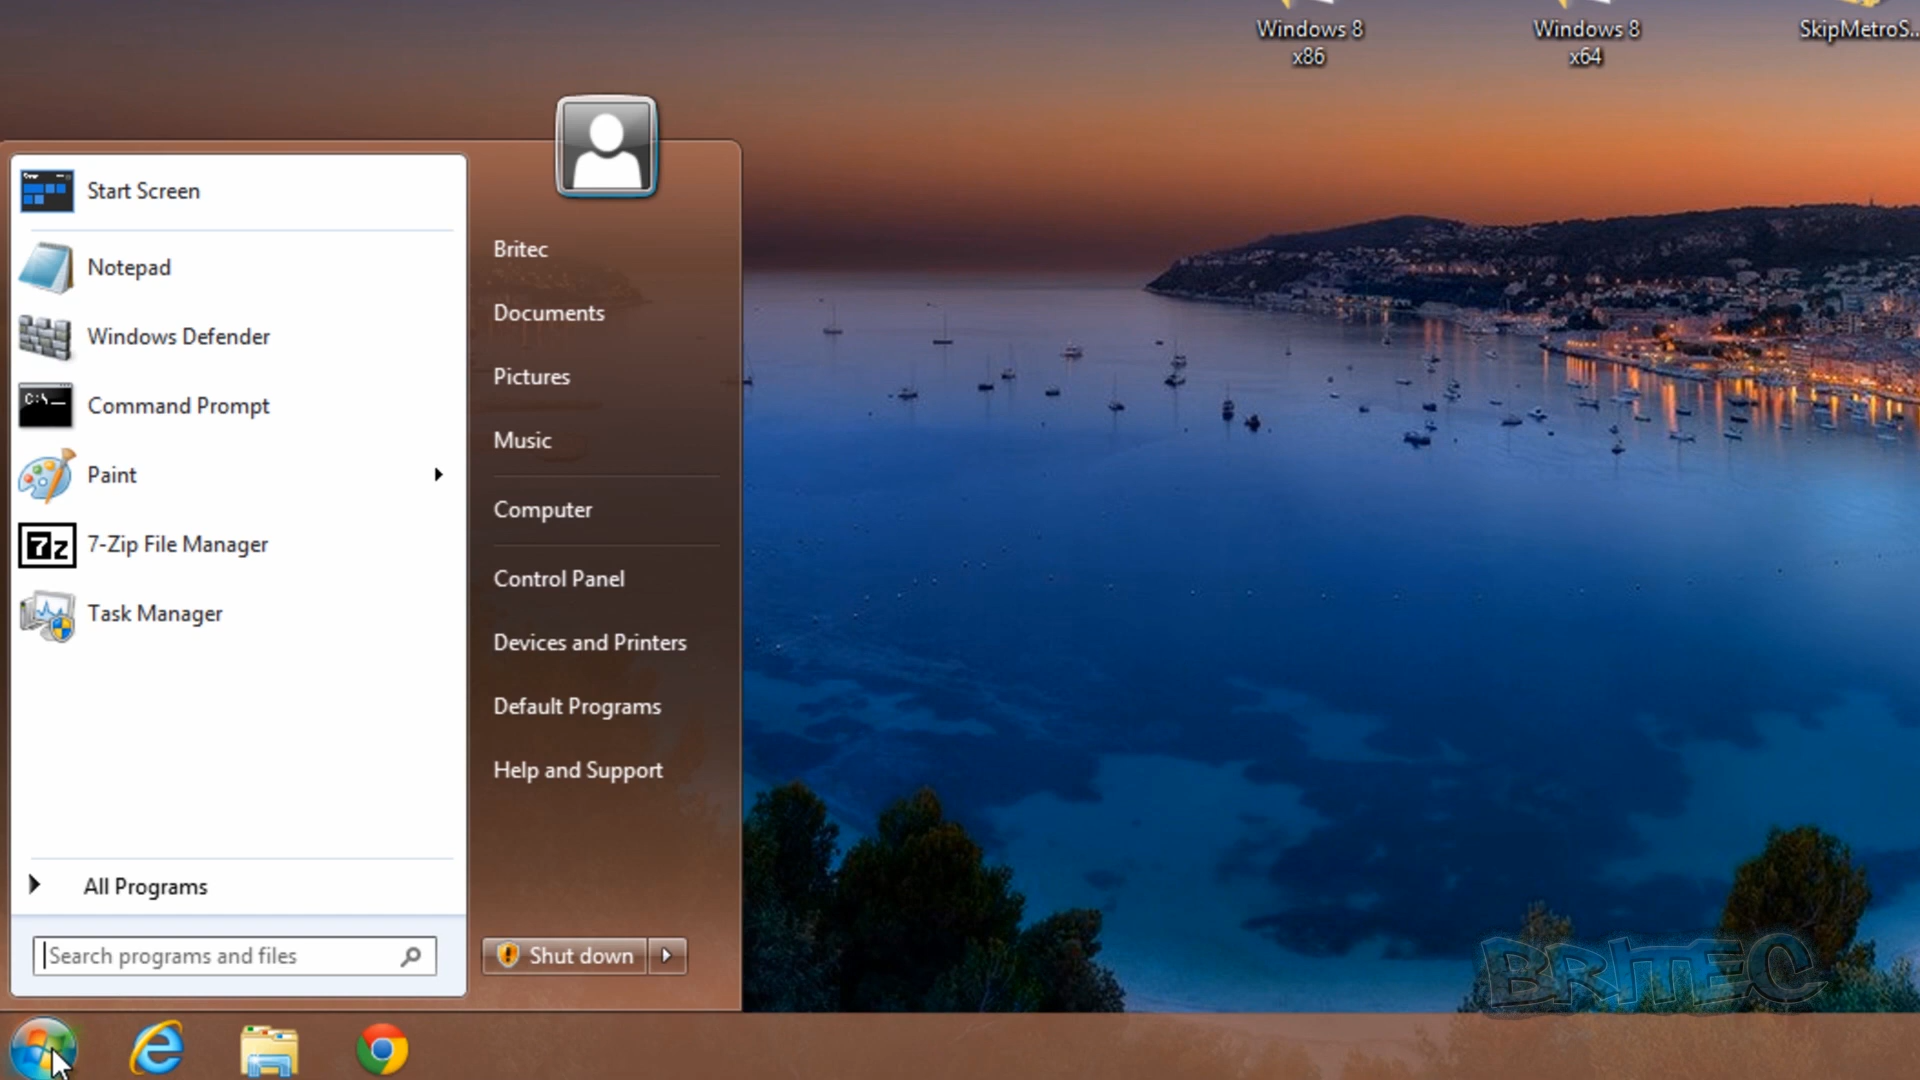 Windows 8
x86
Windows 8
x64
SkipMetroS...
Start Screen
Notepad
Windows Defender
Command Prompt
C:\
Paint
7z
7-Zip File Manager
Task Manager
All Programs
Search programs and files
Britec
Documents
Pictures
Music
Computer
Control Panel
Devices and Printers
Default Programs
Help and Support
Shut down
BRITEC